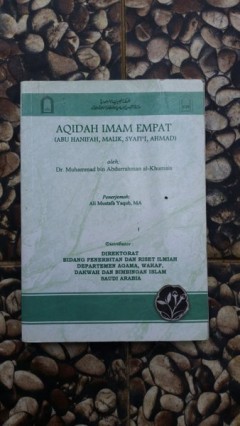 AQIDAH IMAM EMPAT
(ABU HANIFAH, MALIK, SYAFI'I, AHMAD)
oleh:
Dr. Muhammad bin Abdurrahman al-Khumais
Penerjemah:
Ali Mustafa Yaqub, MA
DIREKTORAT
BIDANG PENERBITAN DAN RISET ILMIAH
DEPARTEMEN AGAMA, WAKAF,
DAKWAH DAN BIMBINGAN ISLAM
SAUDI ARABIA